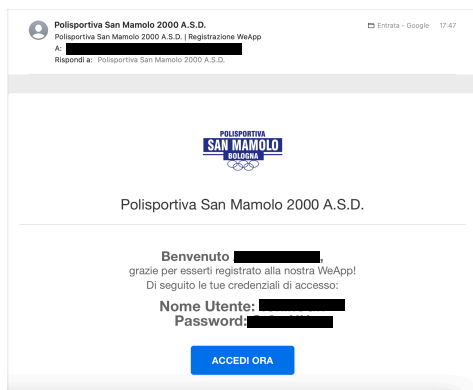 Polisportiva San Mamolo 2000 A.S.D.
Entrata - Google 17:47
Polisportiva San Mamolo 2000 A.S.D. | Registrazione WeApp
A:
Rispondi a: Polisportiva San Mamolo 2000 A.S.D.
POLISPORTIVA
SAN MAMOLO
BOLOGNA
Polisportiva San Mamolo 2000 A.S.D.
Benvenuto ,
grazie per esserti registrato alla nostra WeApp!
Di seguito le tue credenziali di accesso:
Nome Utente:
Password:
ACCEDI ORA